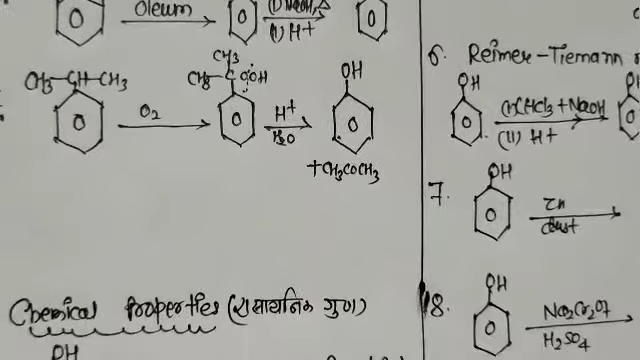 Oleum
(i) NaOH, Δ
(ii) H+
CH3-CH-CH3
O2
CH3
CH3-C-O-OH
H+
H2O
OH
+CH3COCH3
Chemical Properties (रासायनिक गुण)
OH
6. Reimer-Tiemann
OH
(i) CHCl3 + NaOH
(ii) H+
7.
OH
Zn
dust
8.
OH
Na2Cr2O7
H2SO4